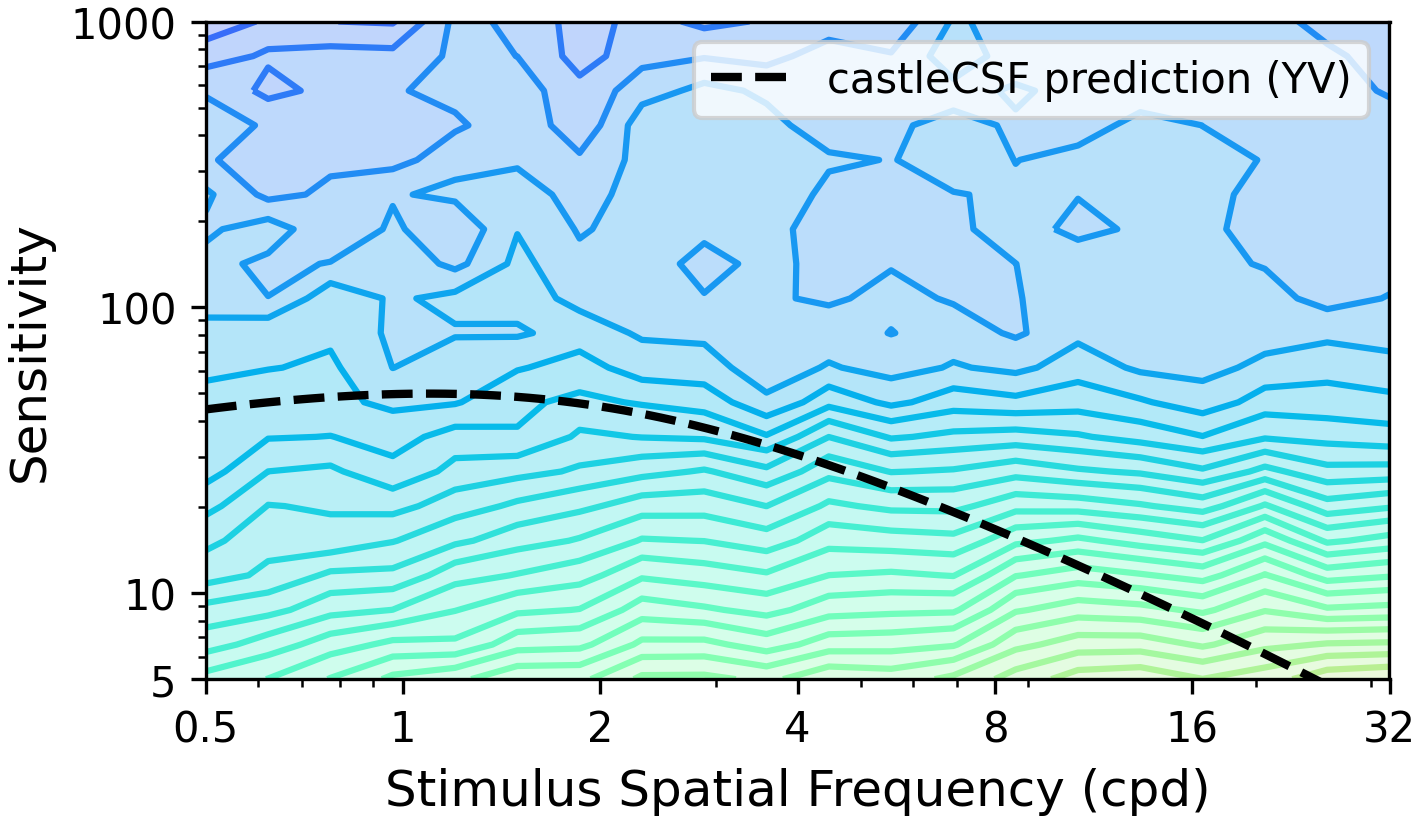 1000
100
10
5
Sensitivity
castleCSF prediction (YV)
0.5 1 2 4 8 16 32
Stimulus Spatial Frequency (cpd)